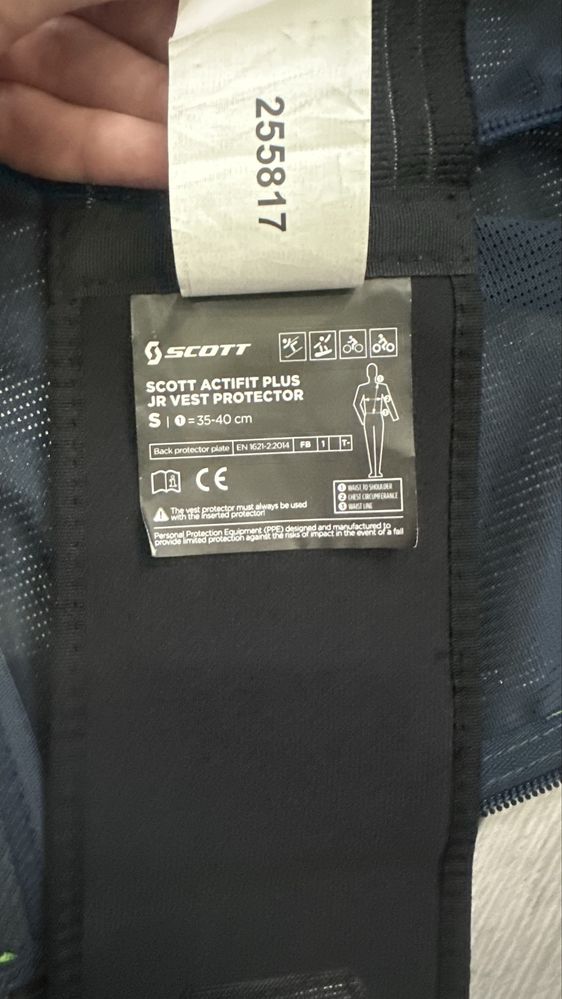 255817
SCOTT
SCOTT ACTIFIT PLUS
JR VEST PROTECTOR
S | 1 = 35-40 cm
Back protector plate | EN 1621-2:2014 | FB | 1 | | T-
CE
1 WAIST TO SHOULDER
2 CHEST CIRCUMFERANCE
3 WAIST LINE
The vest protector must always be used
with the inserted protector!
Personal Protection Equipment (PPE) designed and manufactured to
provide limited protection against the risks of impact in the event of a fall